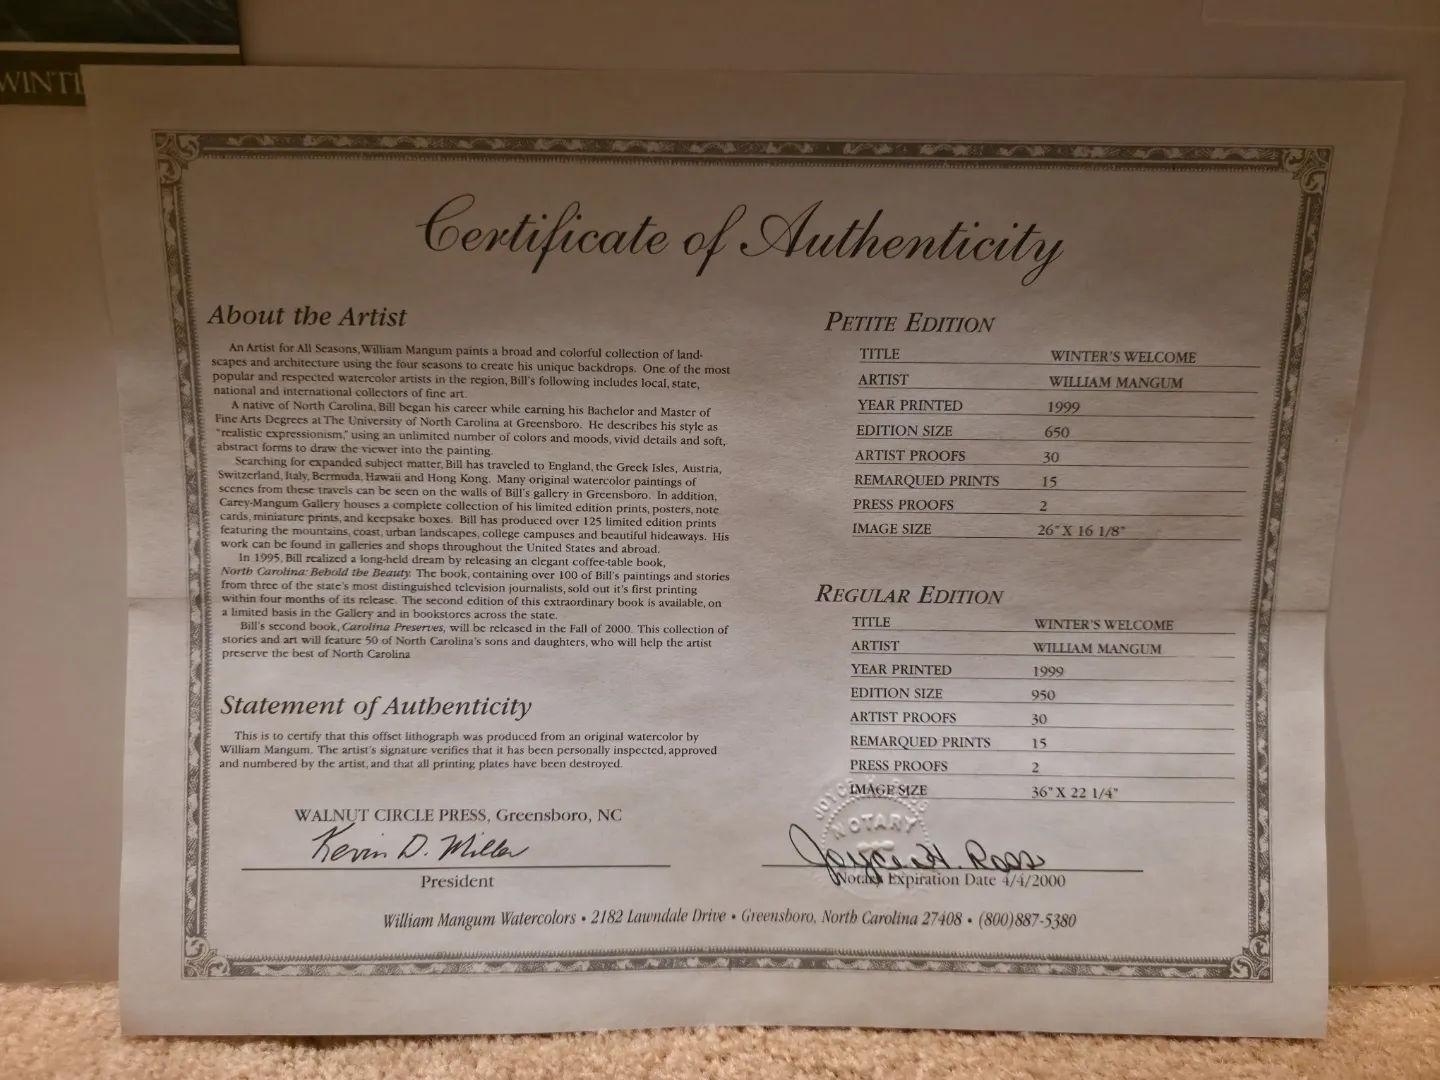 WINTE
Certificate of Authenticity
About the Artist
An Artist for All Seasons, William Mangum paints a broad and colorful collection of land-
scapes and architecture using the four seasons to create his unique backdrops. One of the most
popular and respected watercolor artists in the region, Bill's following includes local, state,
national and international collectors of fine art.
A native of North Carolina, Bill began his career while earning his Bachelor and Master of
Fine Arts Degrees at The University of North Carolina at Greensboro. He describes his style as
"realistic expressionism," using an unlimited number of colors and moods, vivid details and soft,
abstract forms to draw the viewer into the painting.
Searching for expanded subject matter, Bill has traveled to England, the Greek Isles, Austria,
Switzerland, Italy, Bermuda, Hawaii and Hong Kong. Many original watercolor paintings of
scenes from these travels can be seen on the walls of Bill's gallery in Greensboro. In addition,
Carey-Mangum Gallery houses a complete collection of his limited edition prints, posters, note
cards, miniature prints, and keepsake boxes. Bill has produced over 125 limited edition prints
featuring the mountains, coast, urban landscapes, college campuses and beautiful hideaways. His
work can be found in galleries and shops throughout the United States and abroad.
In 1995, Bill realized a long-held dream by releasing an elegant coffee-table book,
North Carolina: Behold the Beauty. The book, containing over 100 of Bill's paintings and stories
from three of the state's most distinguished television journalists, sold out it's first printing
within four months of its release. The second edition of this extraordinary book is available, on
a limited basis in the Gallery and in bookstores across the state.
Bill's second book, Carolina Preserves, will be released in the Fall of 2000. This collection of
stories and art will feature 50 of North Carolina's sons and daughters, who will help the artist
preserve the best of North Carolina
Statement of Authenticity
This is to certify that this offset lithograph was produced from an original watercolor by
William Mangum. The artist's signature verifies that it has been personally inspected, approved
and numbered by the artist, and that all printing plates have been destroyed.
WALNUT CIRCLE PRESS, Greensboro, NC
Kevin D. Miller
President
PETITE EDITION
TITLE WINTER'S WELCOME
ARTIST WILLIAM MANGUM
YEAR PRINTED 1999
EDITION SIZE 650
ARTIST PROOFS 30
REMARQUED PRINTS 15
PRESS PROOFS 2
IMAGE SIZE 26" X 16 1/8"
REGULAR EDITION
TITLE WINTER'S WELCOME
ARTIST WILLIAM MANGUM
YEAR PRINTED 1999
EDITION SIZE 950
ARTIST PROOFS 30
REMARQUED PRINTS 15
PRESS PROOFS 2
IMAGE SIZE 36" X 22 1/4"
JOYCE H. ROSS
NOTARY
Joyce H. Ross
Notary Expiration Date 4/4/2000
William Mangum Watercolors • 2182 Lawndale Drive • Greensboro, North Carolina 27408 • (800)887-5380